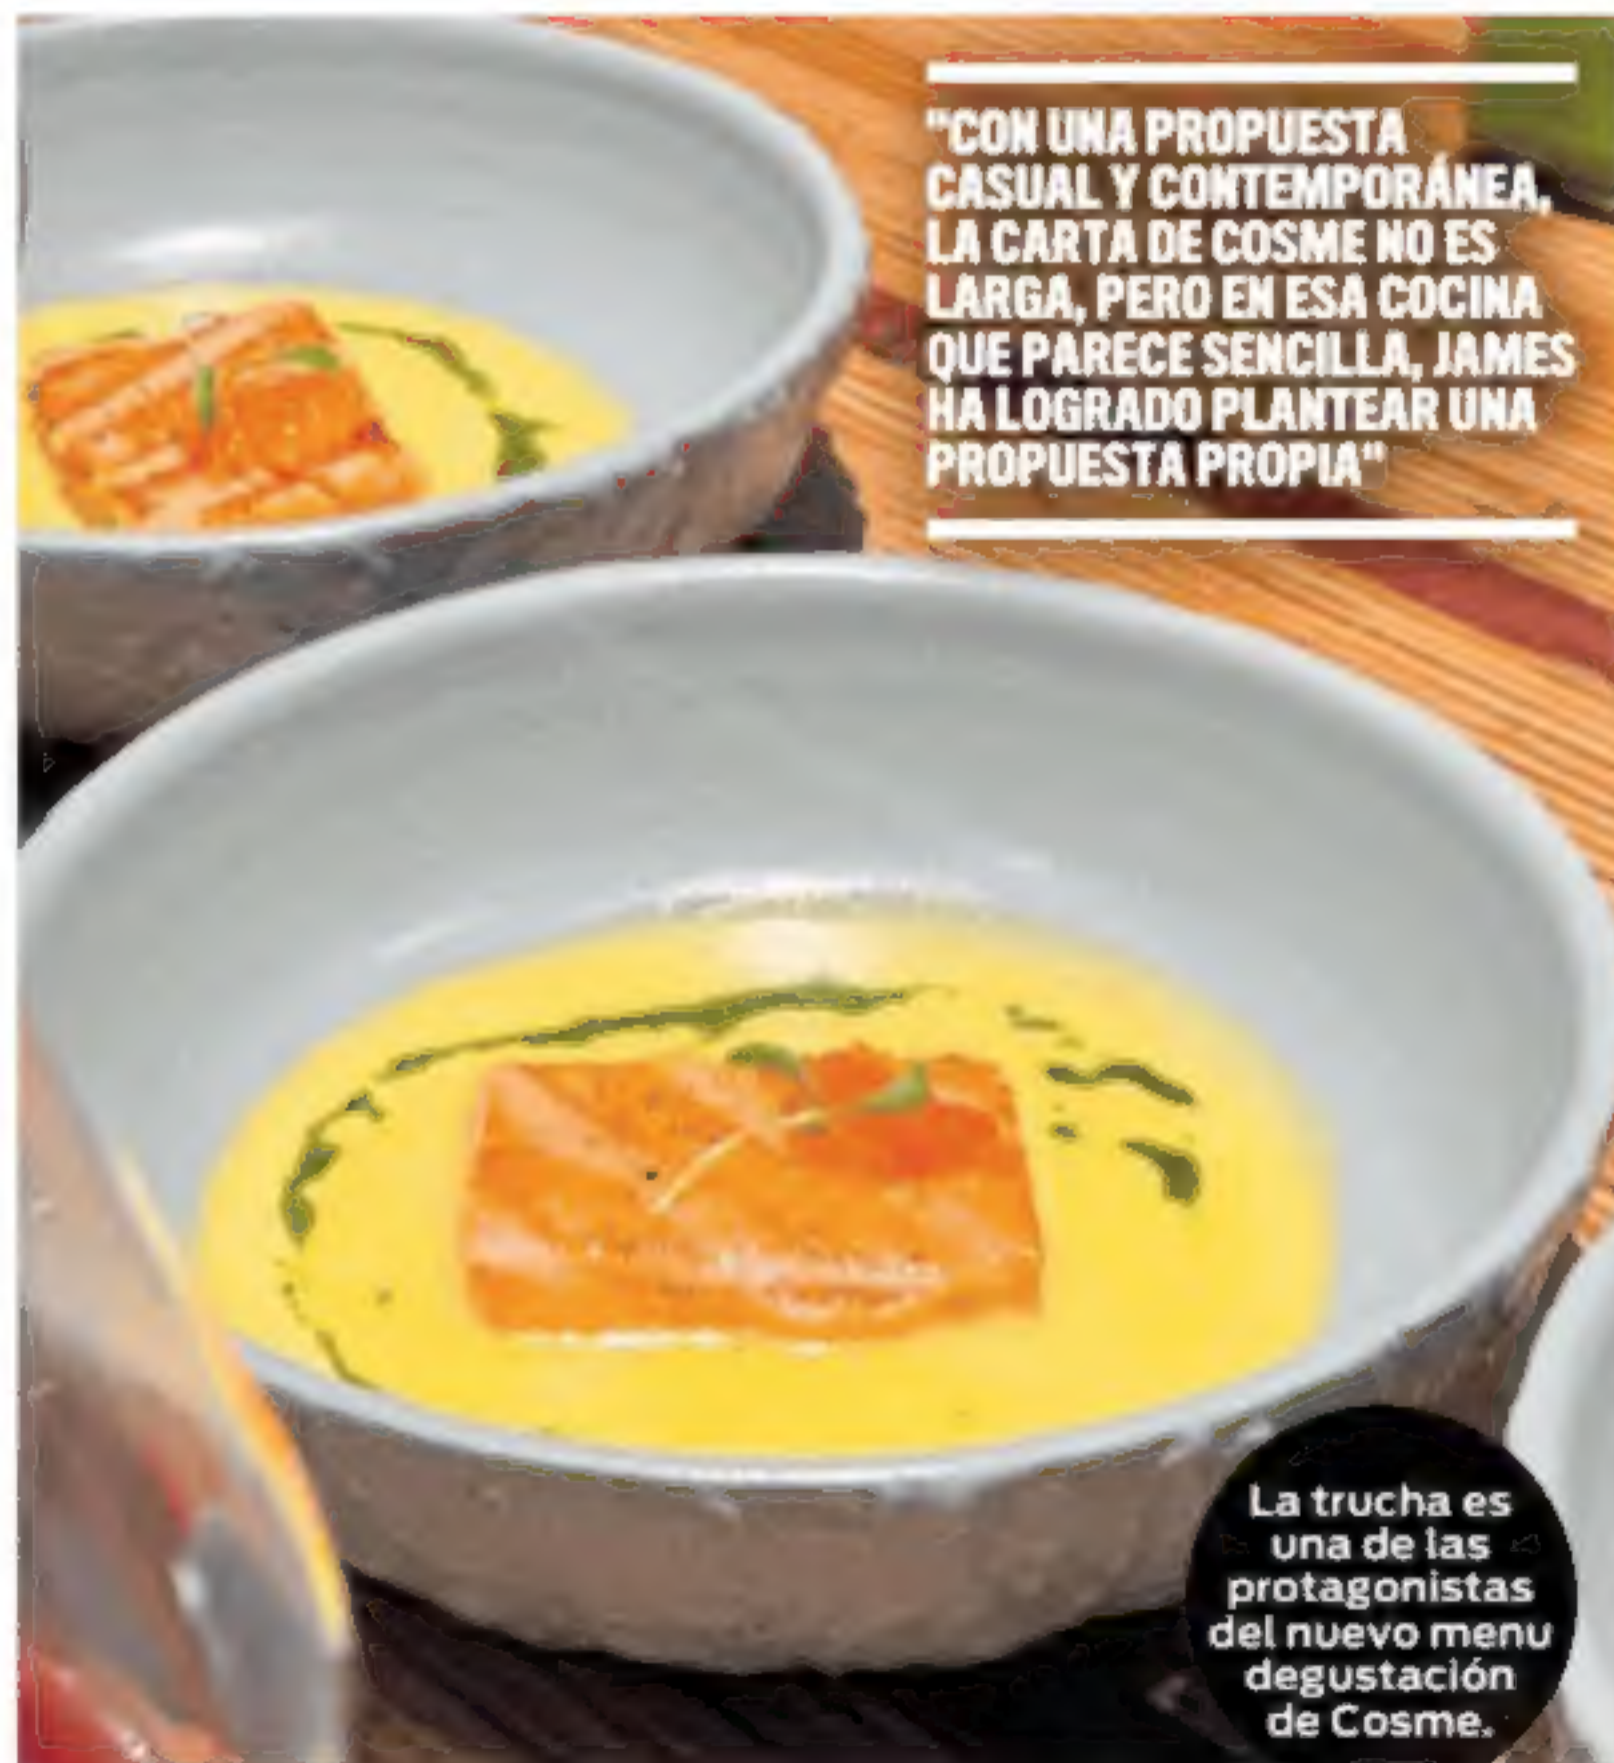 "CON UNA PROPUESTA
CASUAL Y CONTEMPORÁNEA,
LA CARTA DE COSME NO ES
LARGA, PERO EN ESA COCINA
QUE PARECE SENCILLA, JAMES
HA LOGRADO PLANTEAR UNA
PROPUESTA PROPIA"
La trucha es
una de las
protagonistas
del nuevo menu
degustación
de Cosme.